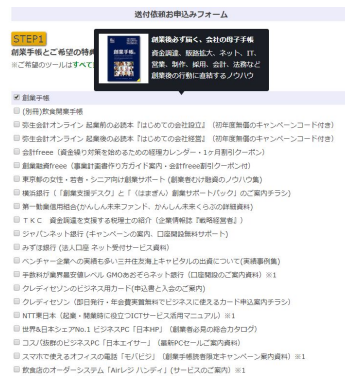 送付依頼お申込みフォーム
STEP1
創業手帳とご希望の特典
※ご希望のツールはすべて
創業手帳
創業後必ず届く、会社の母子手帳
資金調達、販路拡大、ネット、IT、
営業、制作、採用、会計、法務など
創業後の行動に直結するノウハウ
創業手帳
(別冊)飲食開業手帳
弥生会計オンライン 起業前の必読本『はじめての会社設立』（初年度無償のキャンペーンコード付き）
弥生会計オンライン 起業後の必読本『はじめての会社経営』（初年度無償のキャンペーンコード付き）
会計freee（資金繰り対策を始めるための経理カレンダー・1ヶ月割引クーポン）
創業融資freee（事業計画書作り方ガイド案内・会計freee割引クーポン付）
東京都の女性・若者・シニア向け創業サポート（創業者むけ融資のノウハウ集）
横浜銀行（「創業支援デスク」と「〈はまぎん〉創業サポートパック」のご案内チラシ）
第一勧業信用組合(かんしん未来ファンド、かんしん未来くらぶの詳細資料)
ＴＫＣ 資金調達を支援する税理士の紹介（企業情報誌『戦略経営者』）
ジャパンネット銀行（キャンペーンの案内、口座開設無料サポート）
みずほ銀行（法人口座 ネット受付サービス資料）
ベンチャー企業への実績も多い三井住友海上キャピタルの出資について(実績事例集)
手数料が業界最安値レベル GMOあおぞらネット銀行（口座開設のご案内資料）※1
クレディセゾンのビジネス用カード(申込書と入会のご案内)
クレディセゾン（即日発行・年会費実質無料でビジネスに使えるカード申込案内チラシ）
NTT東日本（起業・開業時に役立つICTサービス活用マニュアル）※1
世界&日本シェアNo.1 ビジネスPC「日本HP」（創業者必見の総合カタログ）
コスパ抜群のビジネスPC「日本エイサー」（最新PCセールご案内資料）
スマホで使えるオフィスの電話「モバビジ」（創業手帳読者限定キャンペーン案内資料）※1
飲食店のオーダーシステム「Airレジ ハンディ」(サービスのご案内）※1